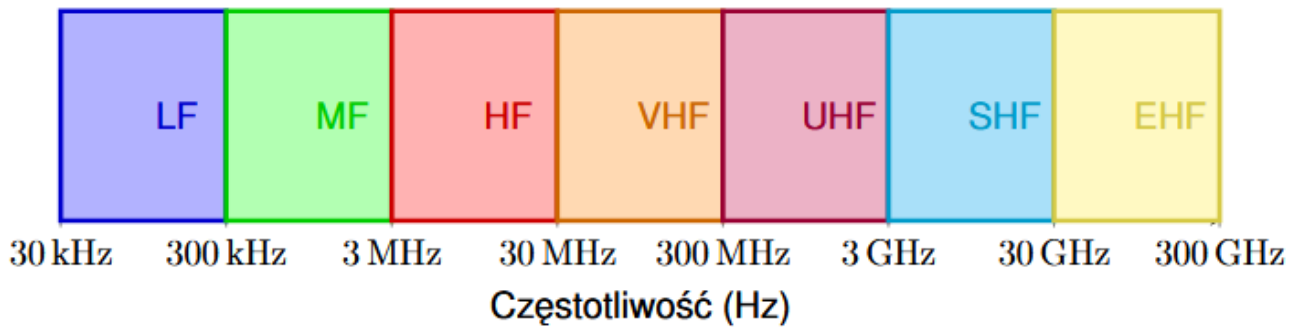 LF MF HF VHF UHF SHF EHF
30 kHz 300 kHz 3 MHz 30 MHz 300 MHz 3 GHz 30 GHz 300 GHz
Częstotliwość (Hz)